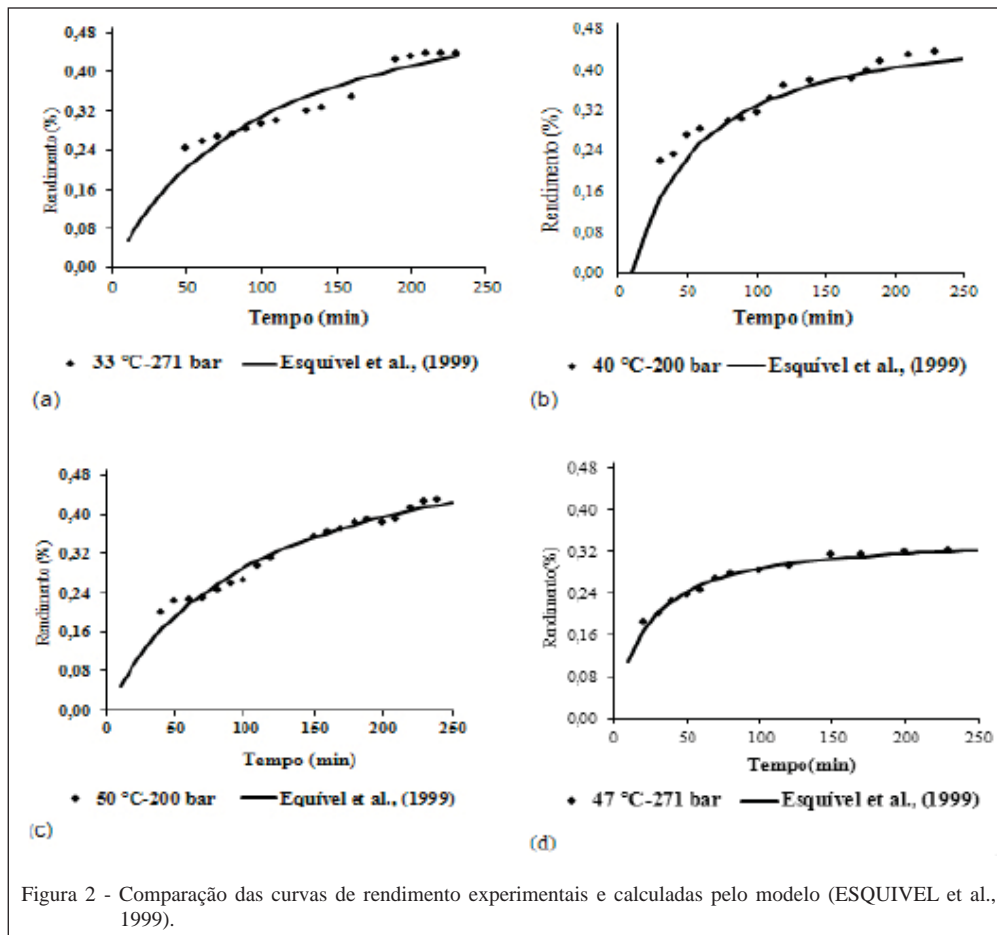 0,48
0,40
0,32
0,24
0,16
0,08
0,00
Rendimento (%)
0 50 100 150 200 250
Tempo (min)
33 °C-271 bar Esquível et al., (1999)
(a)
0,48
0,40
0,32
0,24
0,16
0,08
0,00
Rendimento (%)
0 50 100 150 200 250
Tempo (min)
40 °C-200 bar Esquível et al., (1999)
(b)
0,48
0,40
0,32
0,24
0,16
0,08
0,00
Rendimento (%)
0 50 100 150 200 250
Tempo (min)
50 °C-200 bar Equível et al., (1999)
(c)
0,48
0,40
0,32
0,24
0,16
0,08
0,00
Rendimento(%)
0 50 100 150 200 250
Tempo(min)
47 °C-271 bar Esquível et al., (1999)
(d)
Figura 2 - Comparação das curvas de rendimento experimentais e calculadas pelo modelo (ESQUIVEL et al.,
1999).